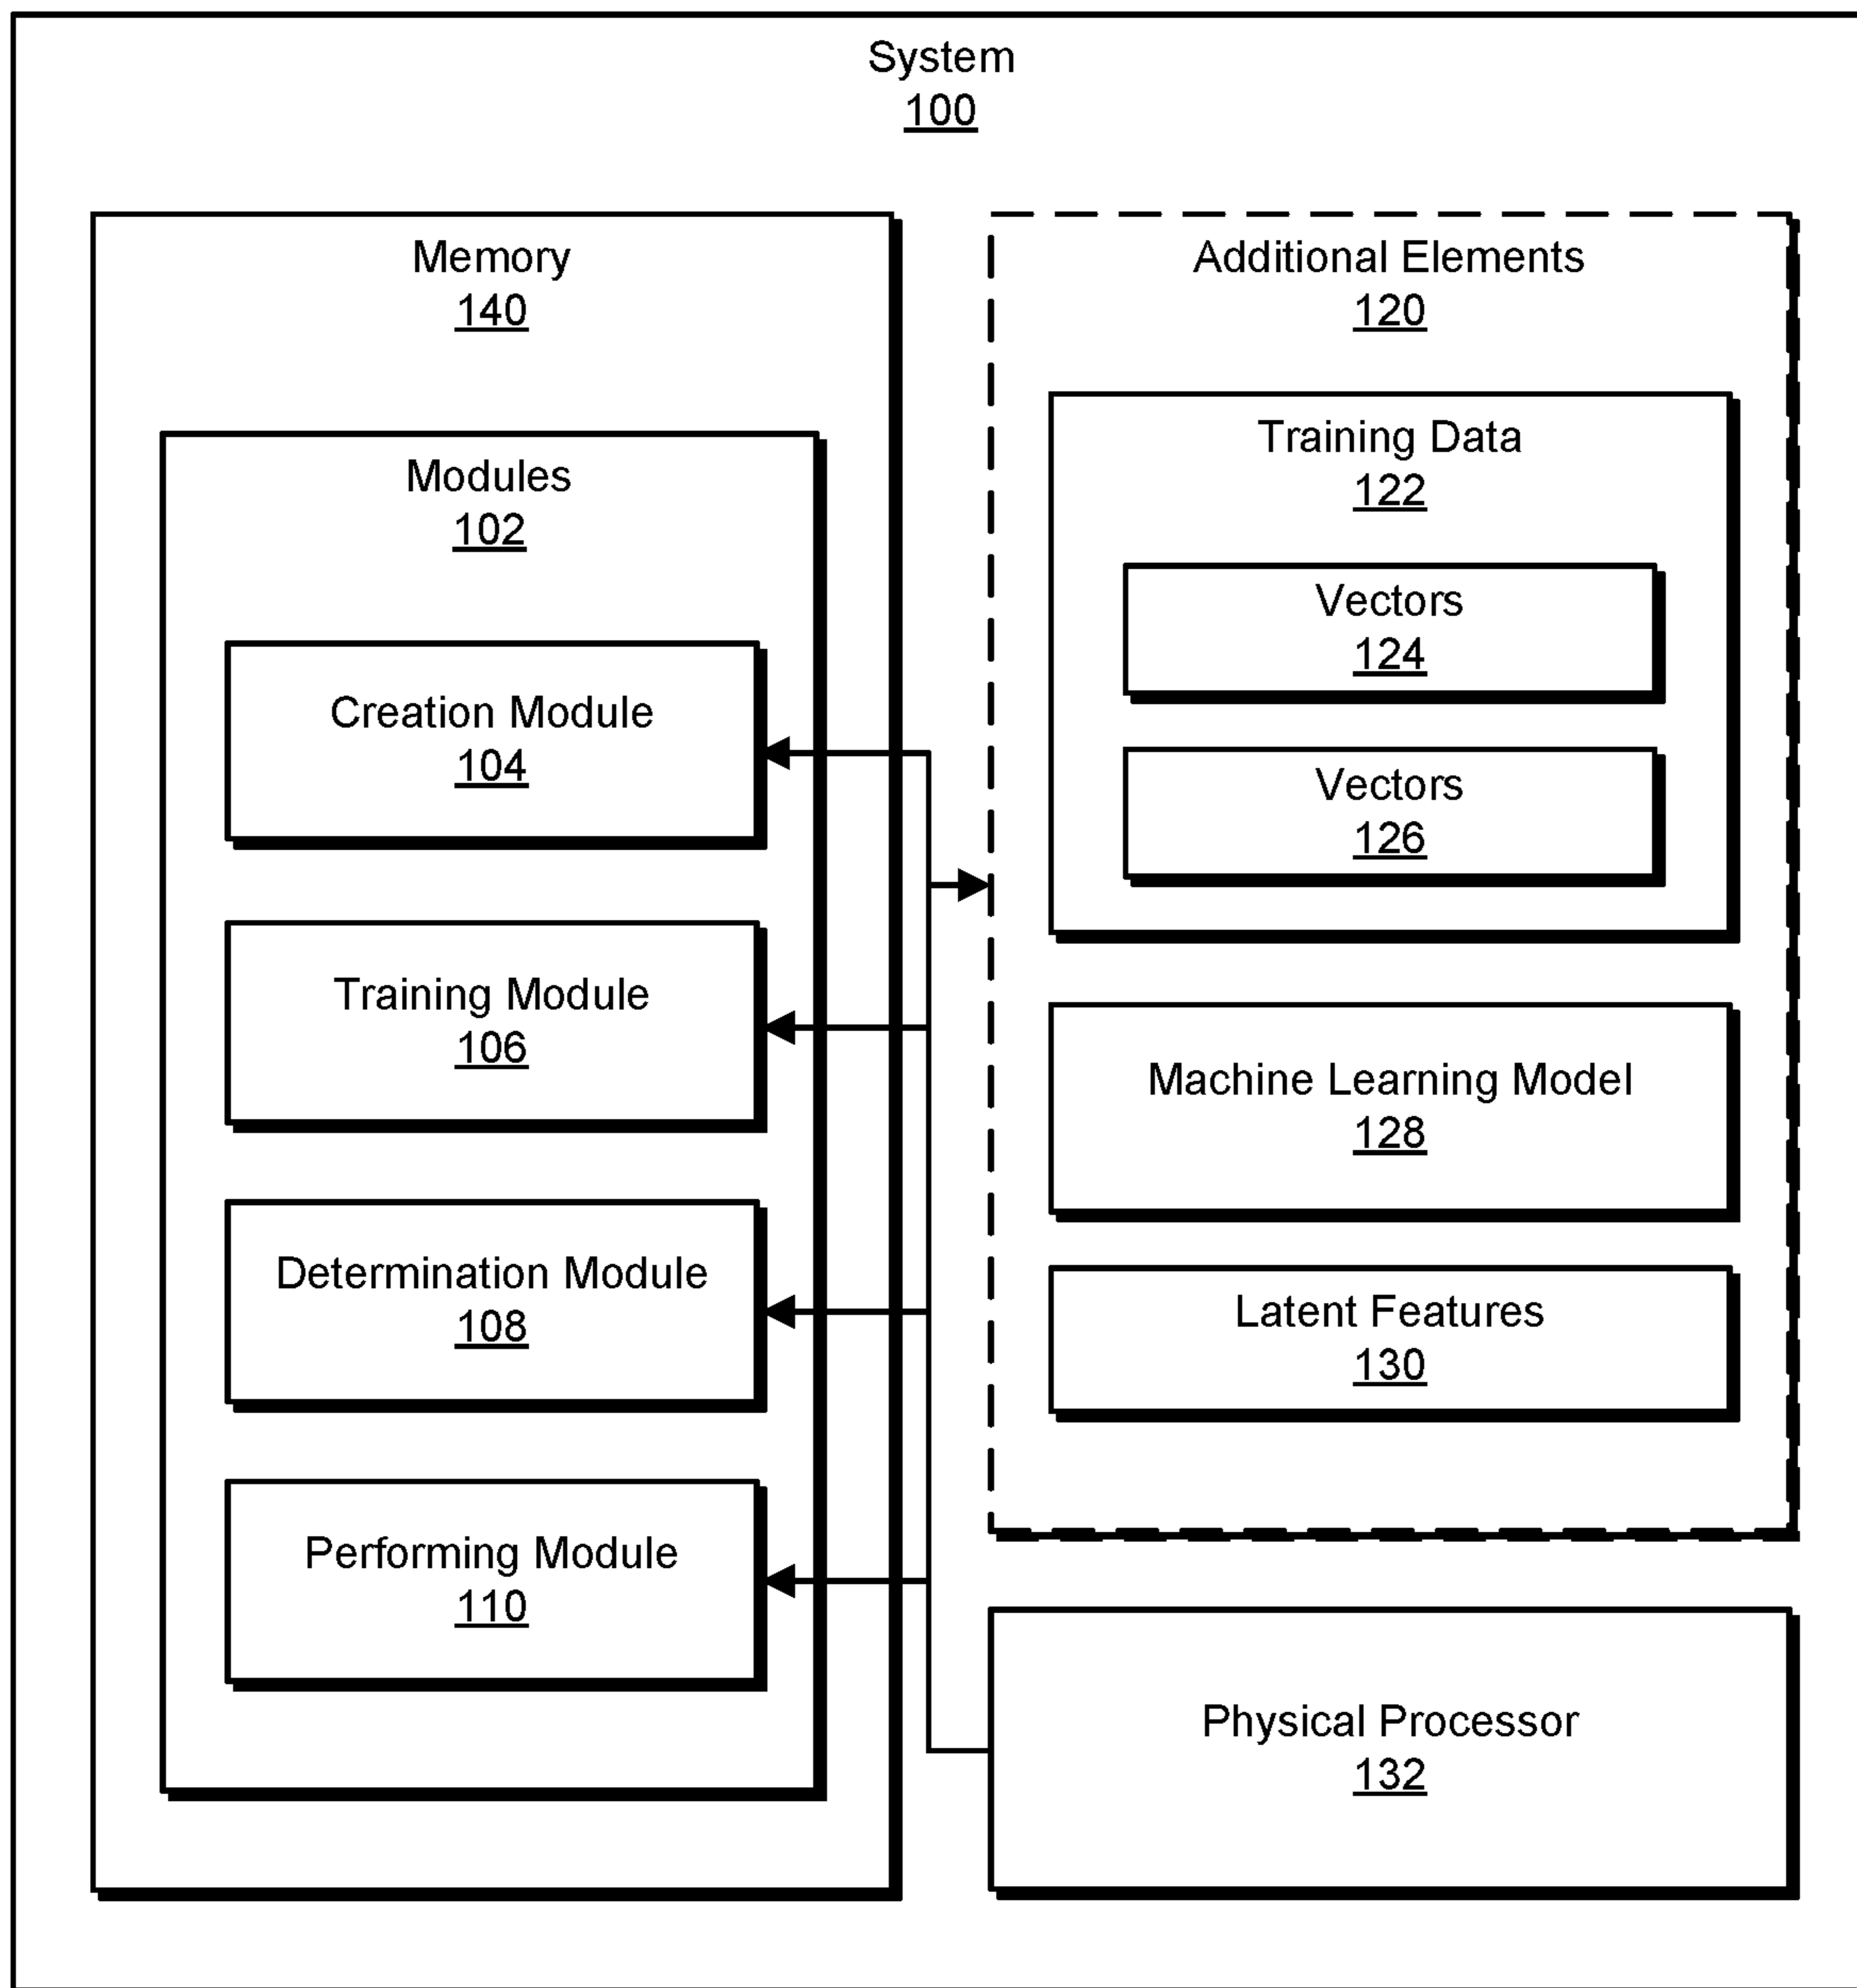 System
100
Memory
140
Modules
102
Creation Module
104
Training Module
106
Determination Module
108
Performing Module
110
Additional Elements
120
Training Data
122
Vectors
124
Vectors
126
Machine Learning Model
128
Latent Features
130
Physical Processor
132